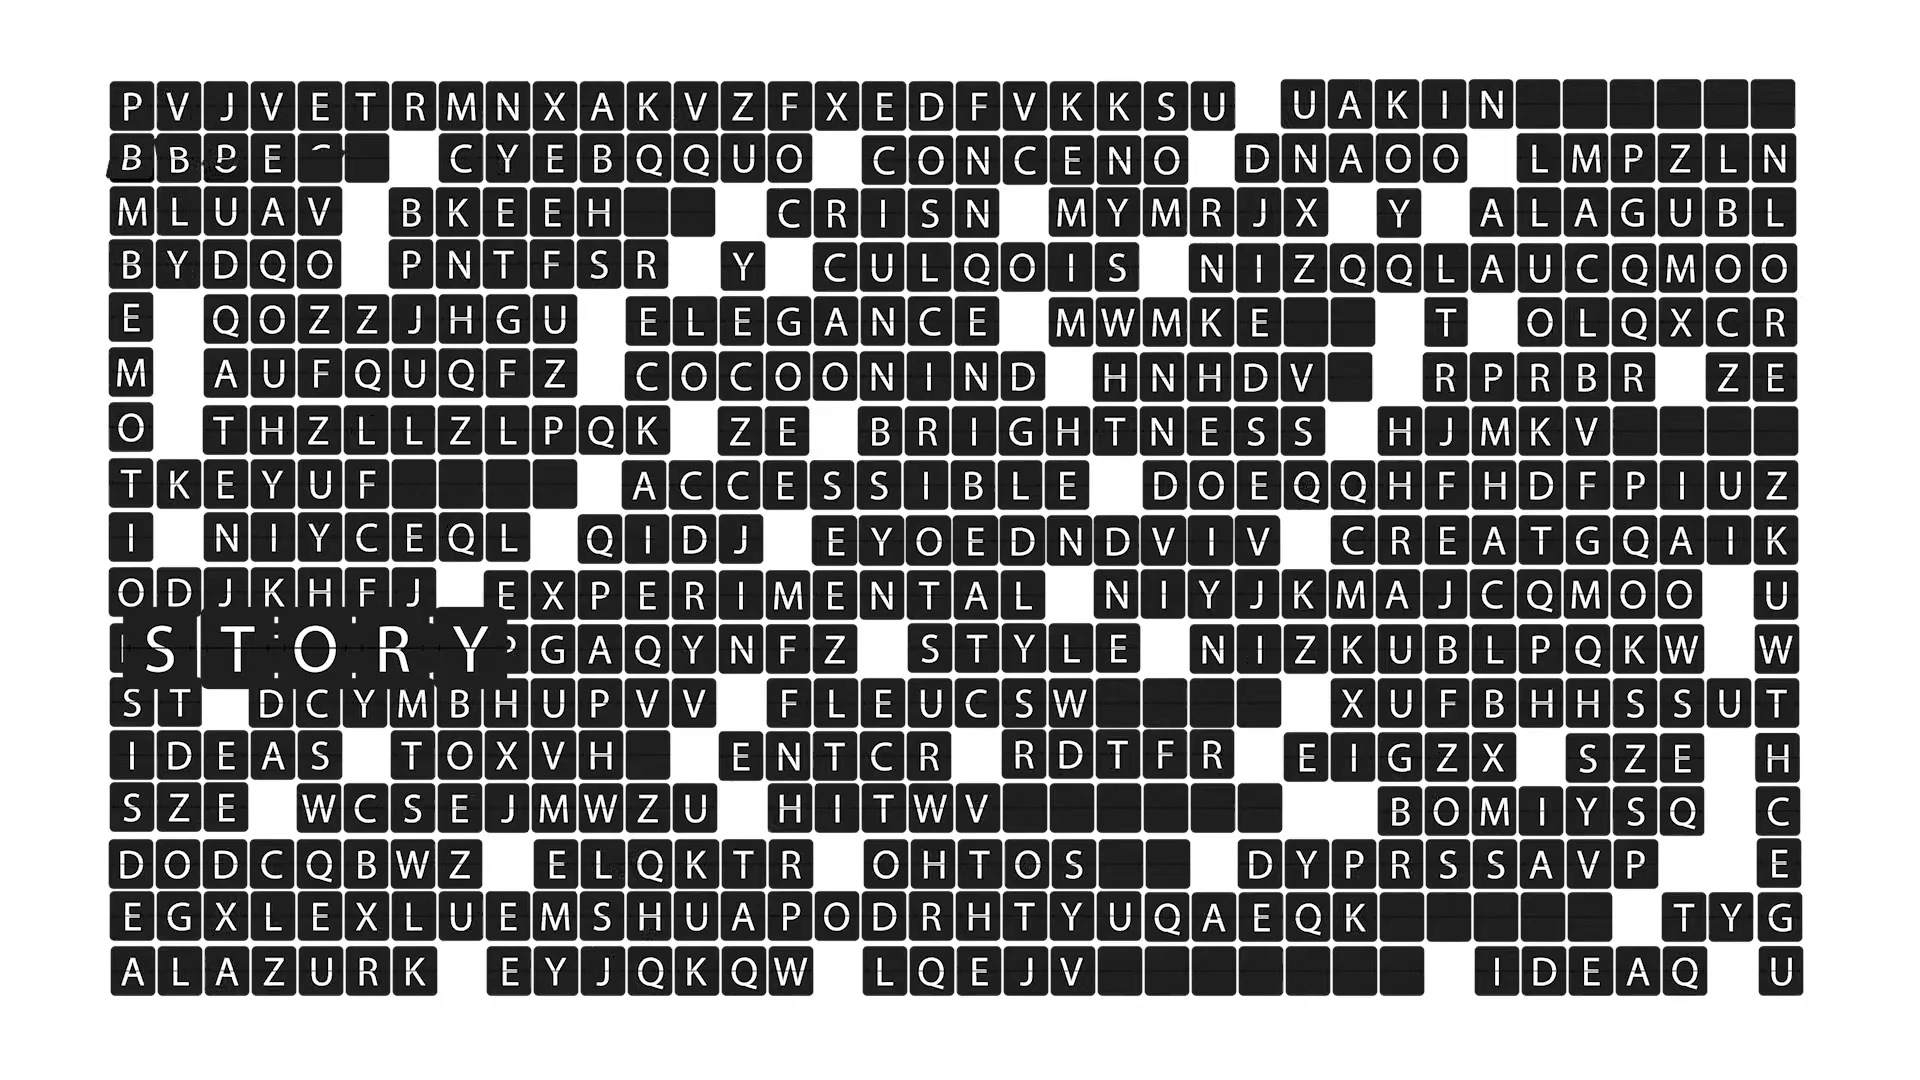 PVJVETRMNXAKVZFXEDFVKKSU UAKIN
BBPE CYEBQQUO CONCENO DNAOO LMPZLN
MLUAV BKEEH CRISN MYMRJX Y ALAGUBL
BYDQO PNTFSR Y CULQOIS NIZQQLAUCQMOO
E QOZZJHGU ELEGANCE MWMKE T OLQXCR
M AUFQUQFZ COCOONIND HNHDV RPRBR ZE
O THZLLZLPQK ZE BRIGHTNESS HJMKV
TKEYUF ACCESSIBLE DOEQQHFHDFPIUZ
I NIYCEQL QIDJ EYOEDNDVIV CREATGQAIK
ODJKHFJ EXPERIMENTAL NIYJKMAJCQMOO U
STORY PGAQYNFZ STYLE NIZKUBLPQKW W
ST DCYMBHUPVV FLEUCSW XUFBHHSSUT
IDEAS TOXVH ENTCR RDTFR EIGZX SZE H
SZE WCSEJMWZU HITWV BOMIYSQ C
DODCQBWZ ELQKTR OHTOS DYPRSSAVP E
EGXLEXLUEMSHUAPODRHTYUQAEQK TYG
ALAZURK EYJQKQW LQEJV IDEAQ U